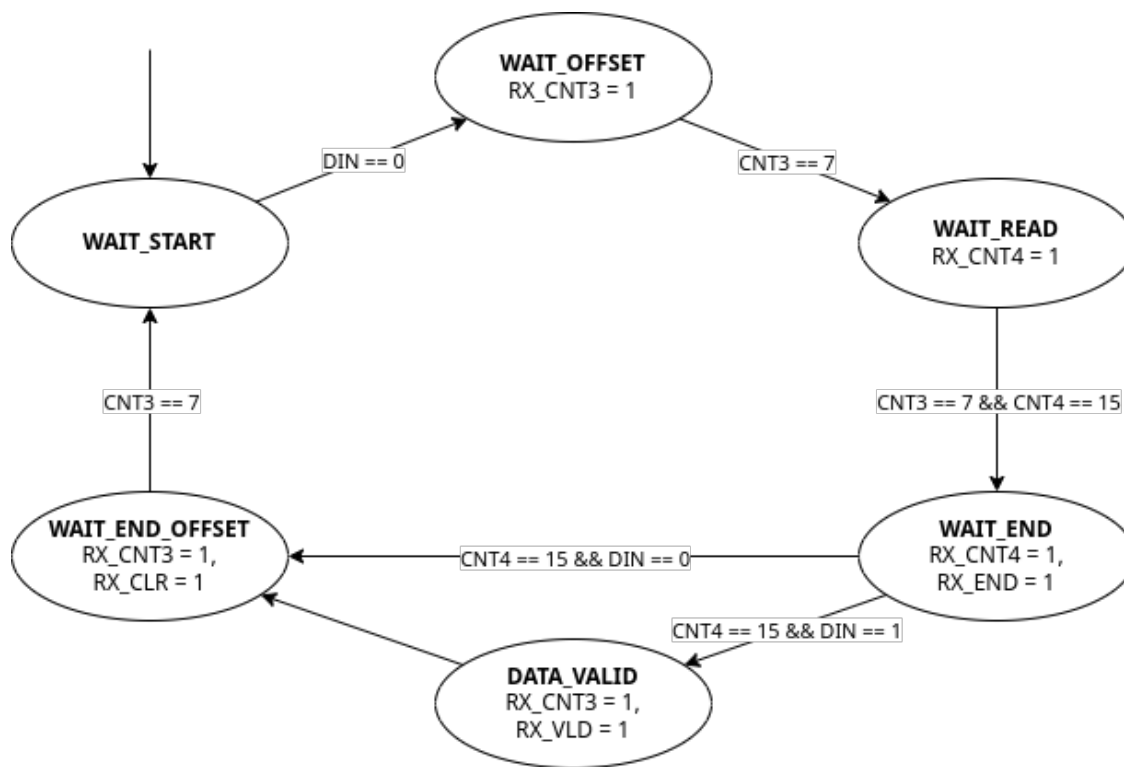 WAIT_OFFSET
RX_CNT3 = 1
DIN == 0
CNT3 == 7
WAIT_START
WAIT_READ
RX_CNT4 = 1
CNT3 == 7
CNT3 == 7 && CNT4 == 15
WAIT_END_OFFSET
RX_CNT3 = 1,
RX_CLR = 1
CNT4 == 15 && DIN == 0
WAIT_END
RX_CNT4 = 1,
RX_END = 1
CNT4 == 15 && DIN == 1
DATA_VALID
RX_CNT3 = 1,
RX_VLD = 1